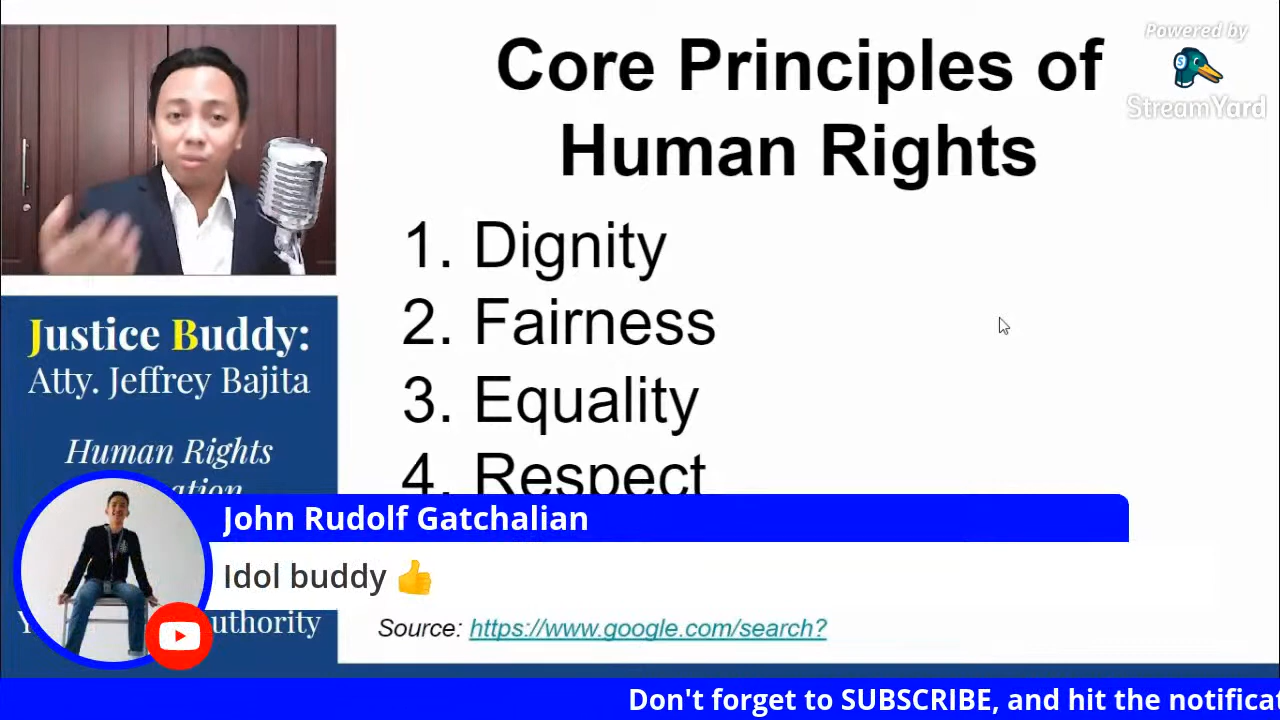 Core Principles of
Human Rights
1. Dignity
2. Fairness
3. Equality
4. Respect
Powered by
StreamYard
Justice Buddy:
Atty. Jeffrey Bajita
Human Rights
John Rudolf Gatchalian
Idol buddy 👍
Source: https://www.google.com/search?
Don't forget to SUBSCRIBE, and hit the notificat